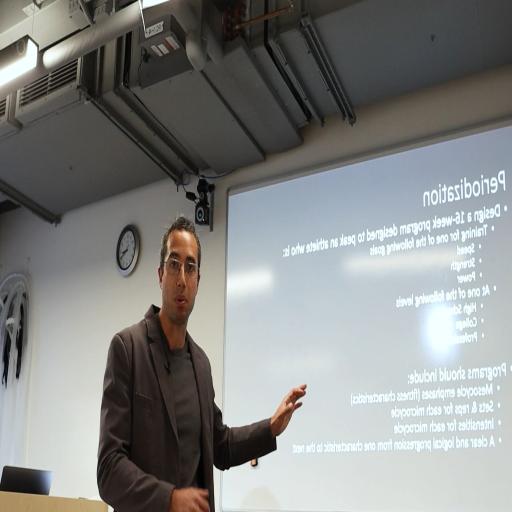 Periodization
• Design a 16-week program designed to peak an athlete who is:
• Training for one of the following goals
• Speed
• Strength
• Power
• At one of the following levels
• High
• College
• Programs should include:
• Mesocycle emphases (fitness characteristics)
• Sets & reps for each microcycle
• Intensities for each microcycle
• A clear and logical progression from one characteristic to the next